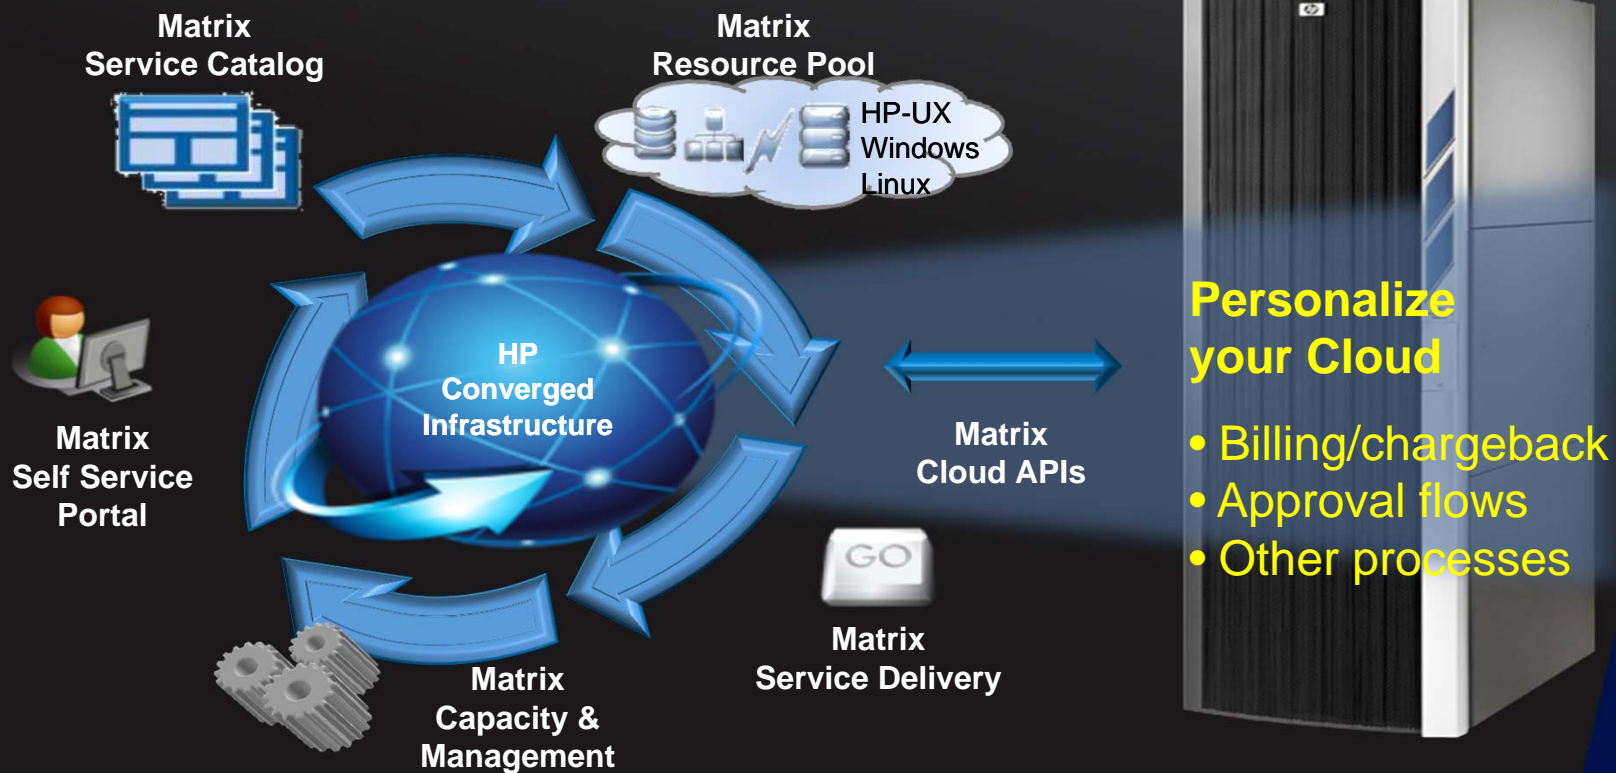 Matrix
Service Catalog
Matrix
Resource Pool
hp
HP-UX
Windows
Linux
HP
Converged
Infrastructure
Matrix
Self Service
Portal
Matrix
Cloud APIs
Personalize
your Cloud
• Billing/chargeback
• Approval flows
• Other processes
GO
Matrix
Service Delivery
Matrix
Capacity &
Management